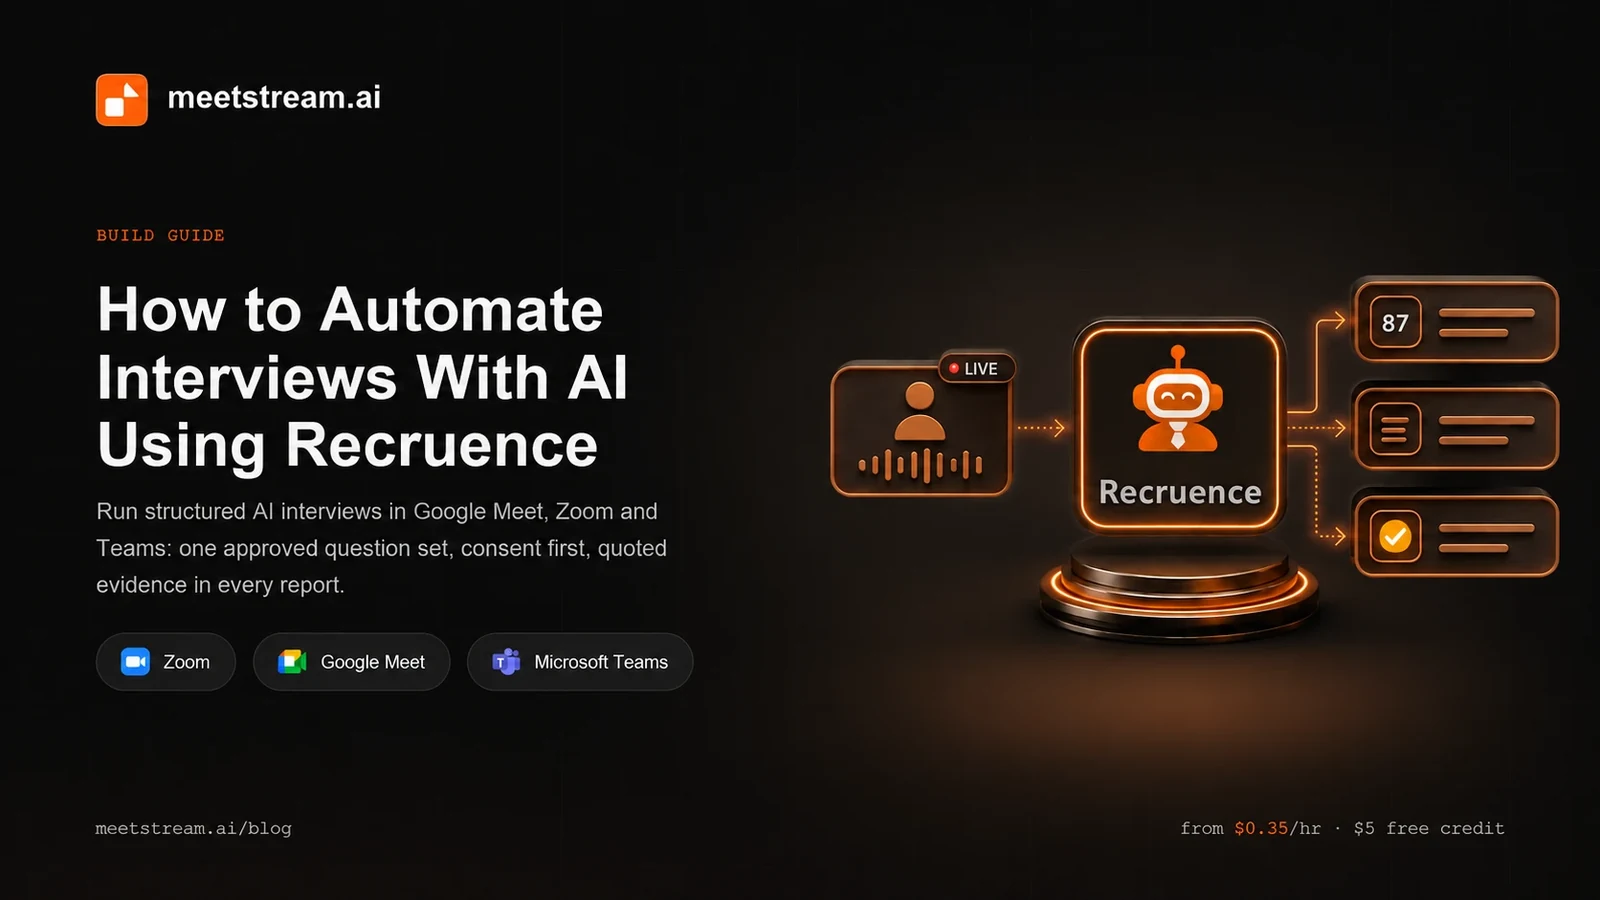 meetstream.ai
BUILD GUIDE
How to Automate
Interviews With AI
Using Recruence
Run structured AI interviews in Google Meet, Zoom and
Teams: one approved question set, consent first, quoted
evidence in every report.
Zoom
Google Meet
T
Microsoft Teams
LIVE
Recruence
87
meetstream.ai/blog
from $0.35/hr · $5 free credit